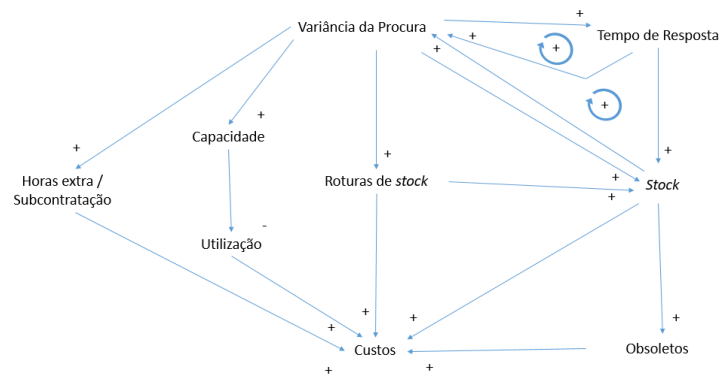 Variância da Procura
+
+
+
+
+
Tempo de Resposta
+
+
Capacidade
+
+
+
Horas extra /
Subcontratação
Roturas de stock
+
+
Stock
Utilização
-
+
+
+
+
Custos
Obsoletos
+
+